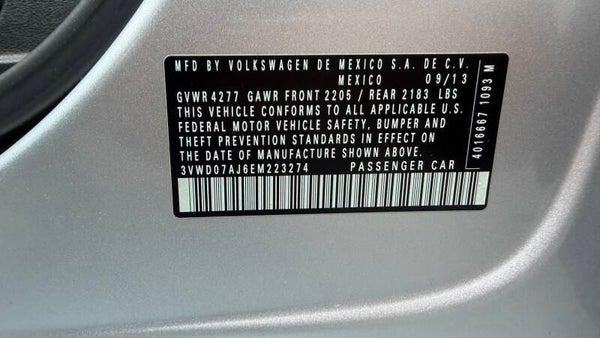 MFD BY VOLKSWAGEN DE MEXICO S.A. DE C.V.
MEXICO 09/13
GVWR 4277 GAWR FRONT 2205 / REAR 2183 LBS
THIS VEHICLE CONFORMS TO ALL APPLICABLE U.S.
FEDERAL MOTOR VEHICLE SAFETY, BUMPER AND
THEFT PREVENTION STANDARDS IN EFFECT ON
THE DATE OF MANUFACTURE SHOWN ABOVE.
3VWD07AJ6EM223274 PASSENGER CAR
4016667 1093 M